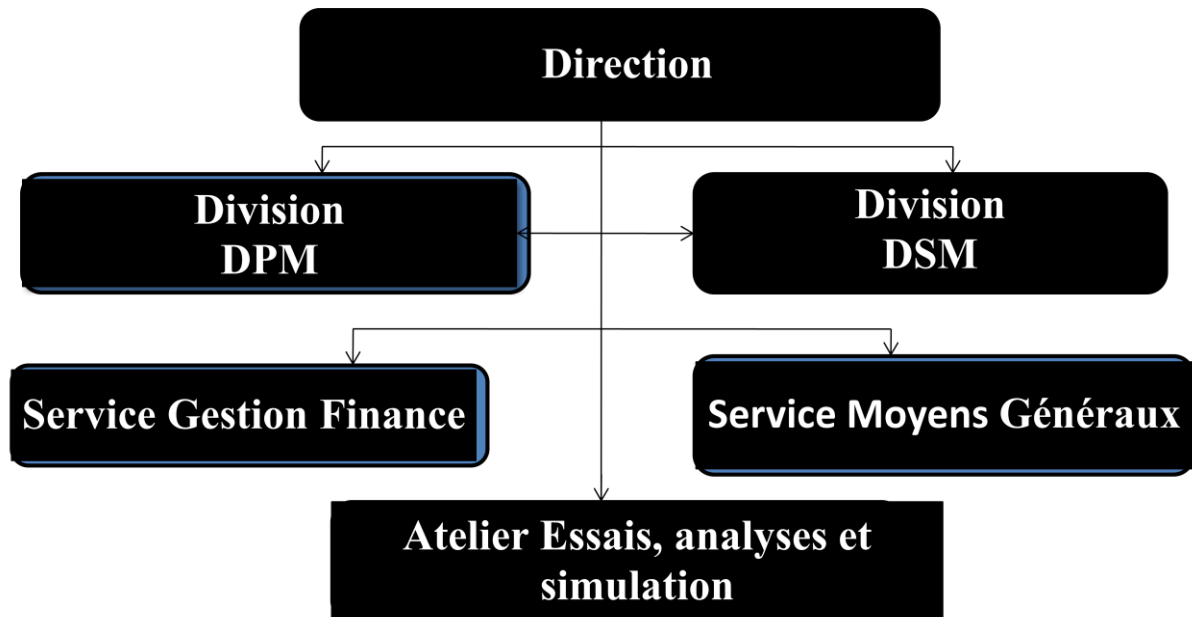 Direction
Division
DPM
Division
DSM
Service Gestion Finance
Service Moyens Généraux
Atelier Essais, analyses et
simulation